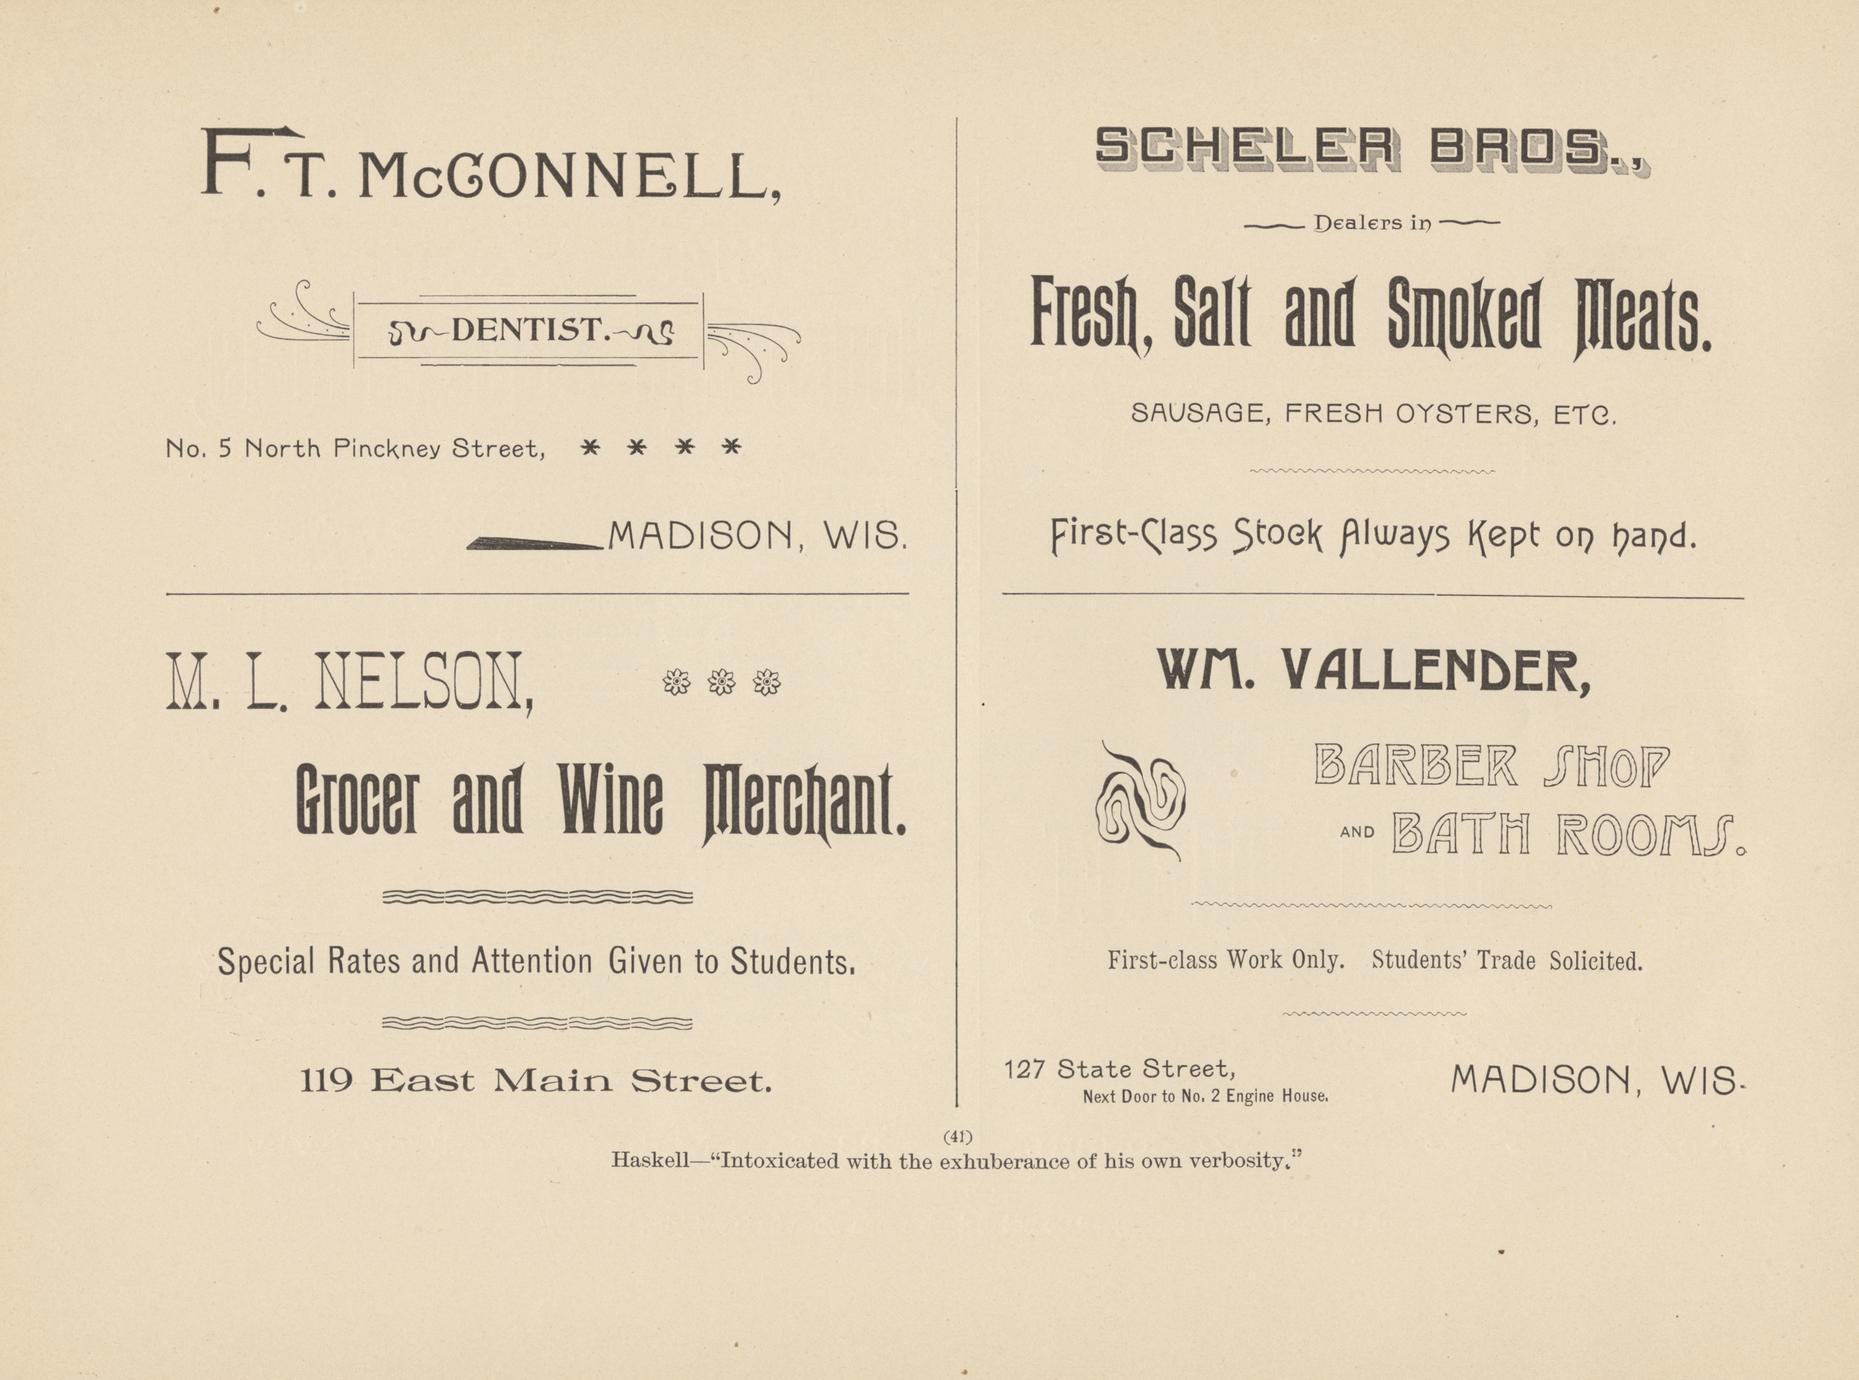 F. T. McCONNELL,
DENTIST.
No. 5 North Pinckney Street, * * * *
MADISON, WIS.
M. L. NELSON,
Grocer and Wine Merchant.
Special Rates and Attention Given to Students.
119 East Main Street.
SCHELER BROS.,
Dealers in
Fresh, Salt and Smoked Meats.
SAUSAGE, FRESH OYSTERS, ETC.
First-Class Stock Always Kept on hand.
WM. VALLENDER,
BARBER SHOP
AND BATH ROOMS.
First-class Work Only. Students' Trade Solicited.
127 State Street,
Next Door to No. 2 Engine House.
MADISON, WIS.
(41)
Haskell—“Intoxicated with the exhuberance of his own verbosity.”